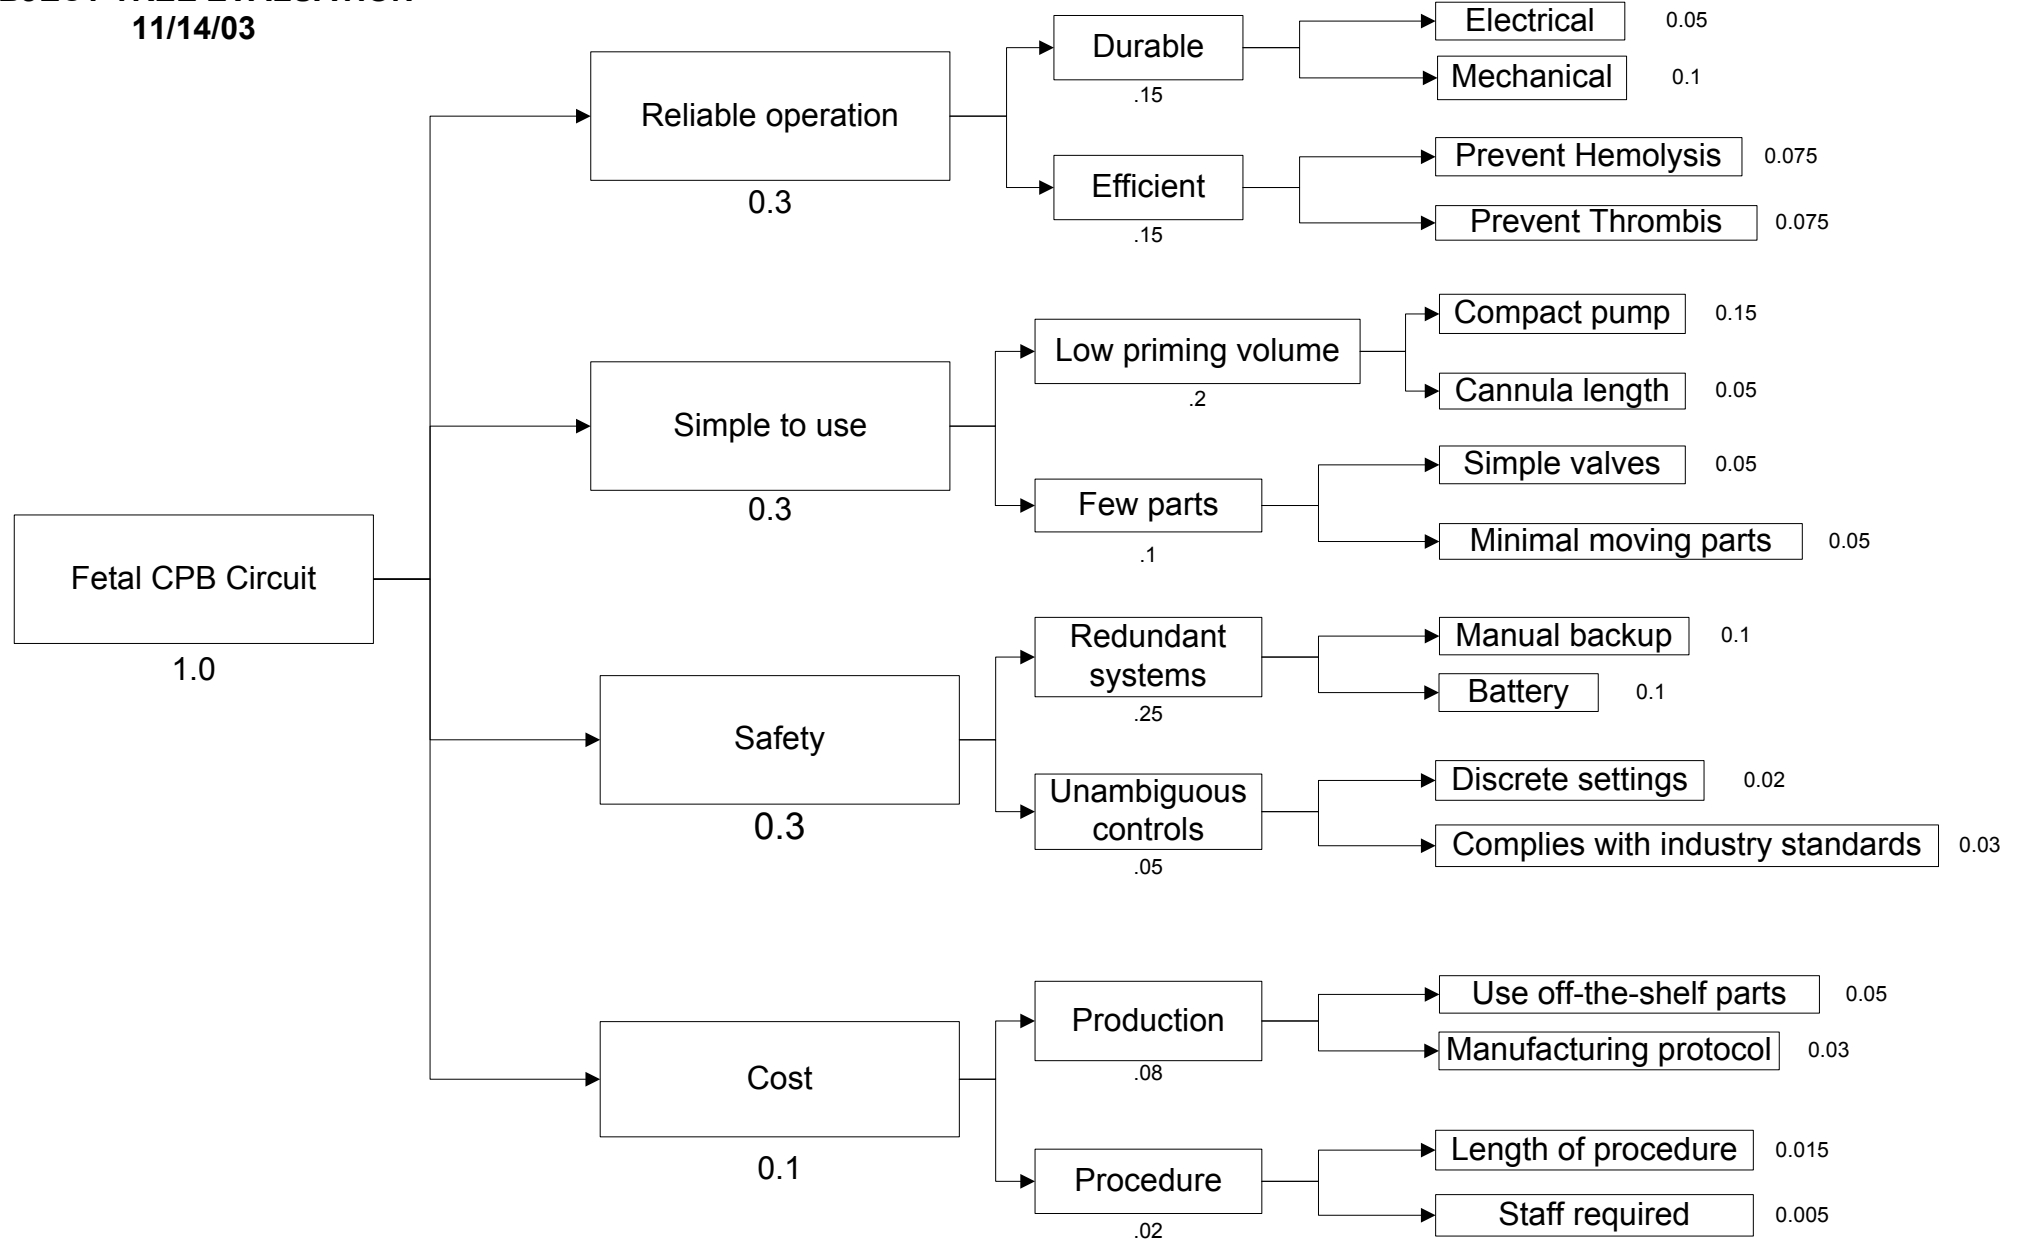 11/14/03
Electrical 0.05
Durable
.15
Mechanical 0.1
Reliable operation
0.3
Prevent Hemolysis 0.075
Efficient
.15
Prevent Thrombis 0.075
Compact pump 0.15
Low priming volume
.2
Cannula length 0.05
Simple to use
0.3
Simple valves 0.05
Few parts
.1
Minimal moving parts 0.05
Fetal CPB Circuit
1.0
Redundant
systems
.25
Manual backup 0.1
Battery 0.1
Safety
0.3
Unambiguous
controls
.05
Discrete settings 0.02
Complies with industry standards 0.03
Use off-the-shelf parts 0.05
Production
.08
Manufacturing protocol 0.03
Cost
0.1
Length of procedure 0.015
Procedure
.02
Staff required 0.005